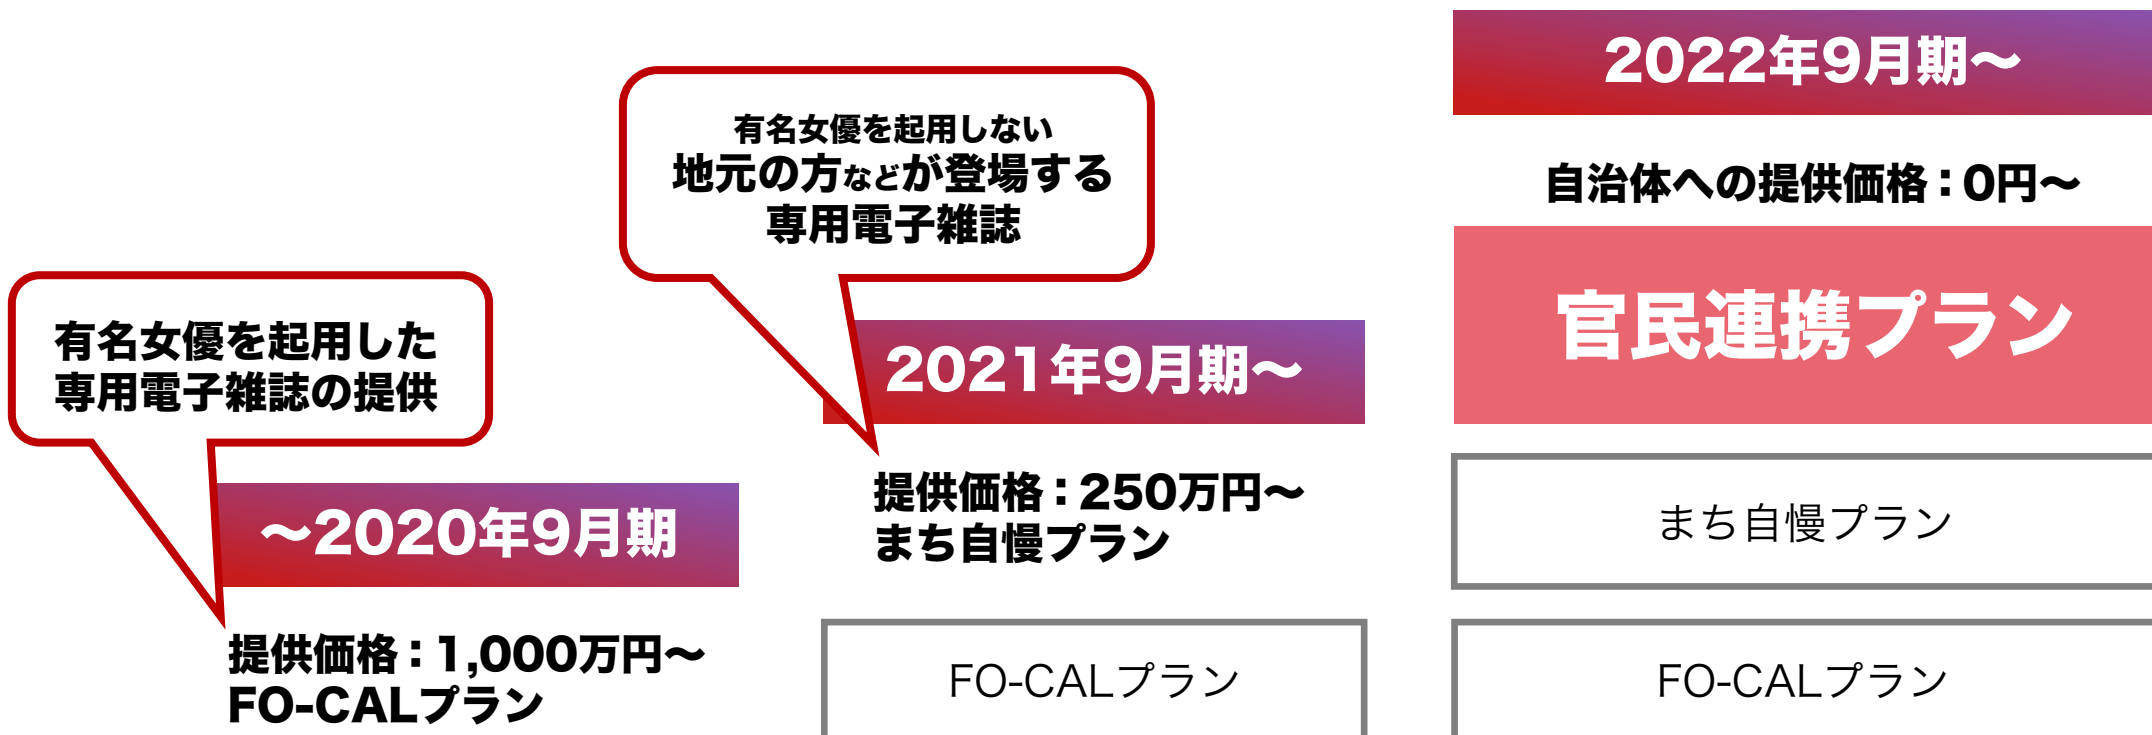 有名女優を起用した
専用電子雑誌の提供
～2020年9月期
提供価格：1,000万円～
FO-CALプラン
有名女優を起用しない
地元の方などが登場する
専用電子雑誌
2021年9月期～
提供価格：250万円～
まち自慢プラン
FO-CALプラン
2022年9月期～
自治体への提供価格：0円～
官民連携プラン
まち自慢プラン
FO-CALプラン